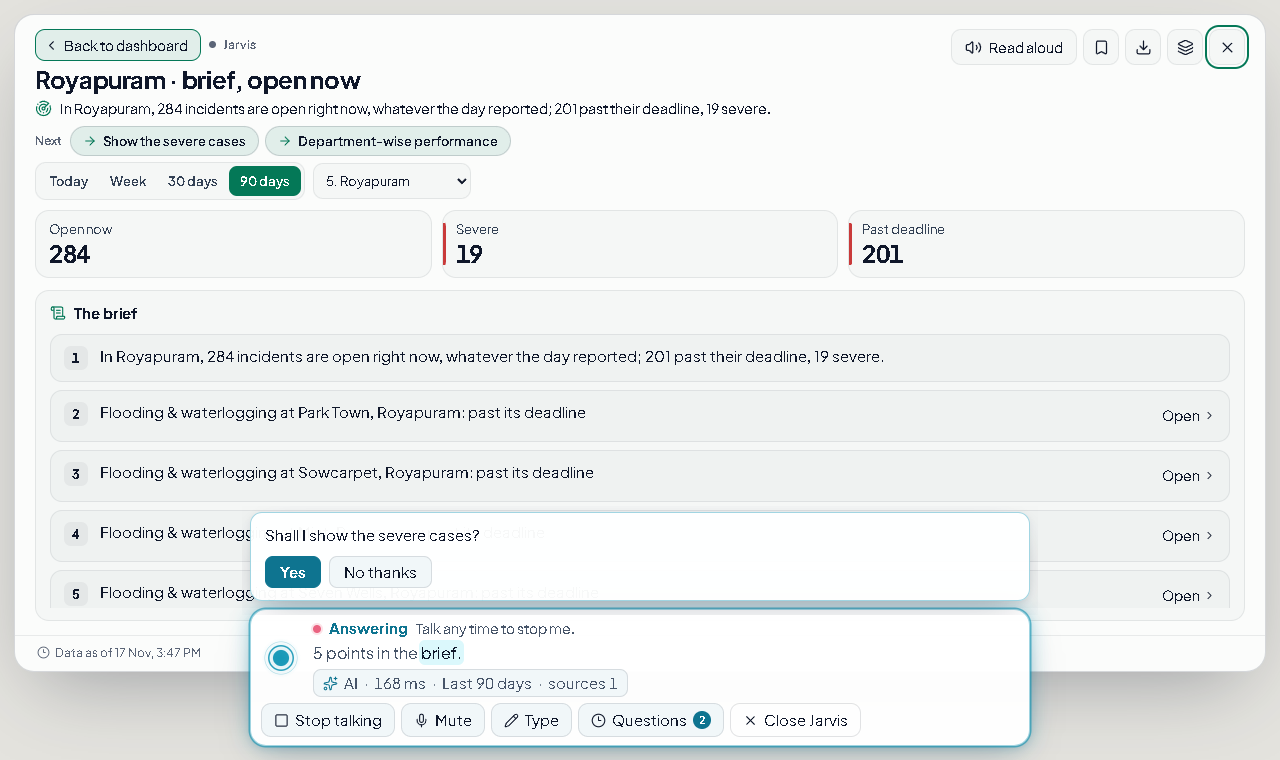 Back to dashboard
Jarvis
Read aloud
Royapuram · brief, open now
In Royapuram, 284 incidents are open right now, whatever the day reported; 201 past their deadline, 19 severe.
Next
Show the severe cases
Department-wise performance
Today
Week
30 days
90 days
5. Royapuram
Open now
284
Severe
19
Past deadline
201
The brief
1 In Royapuram, 284 incidents are open right now, whatever the day reported; 201 past their deadline, 19 severe.
2 Flooding & waterlogging at Park Town, Royapuram: past its deadline
Open
3 Flooding & waterlogging at Sowcarpet, Royapuram: past its deadline
Open
4 Flooding
deadline
Open
Shall I show the severe cases?
Yes
No thanks
5 Flooding & waterlogg
Royapuram: past its deadline
Open
Data as of 17 Nov, 3:47 PM
Answering Talk any time to stop me.
5 points in the brief.
AI · 168 ms · Last 90 days · sources 1
Stop talking
Mute
Type
Questions 2
Close Jarvis